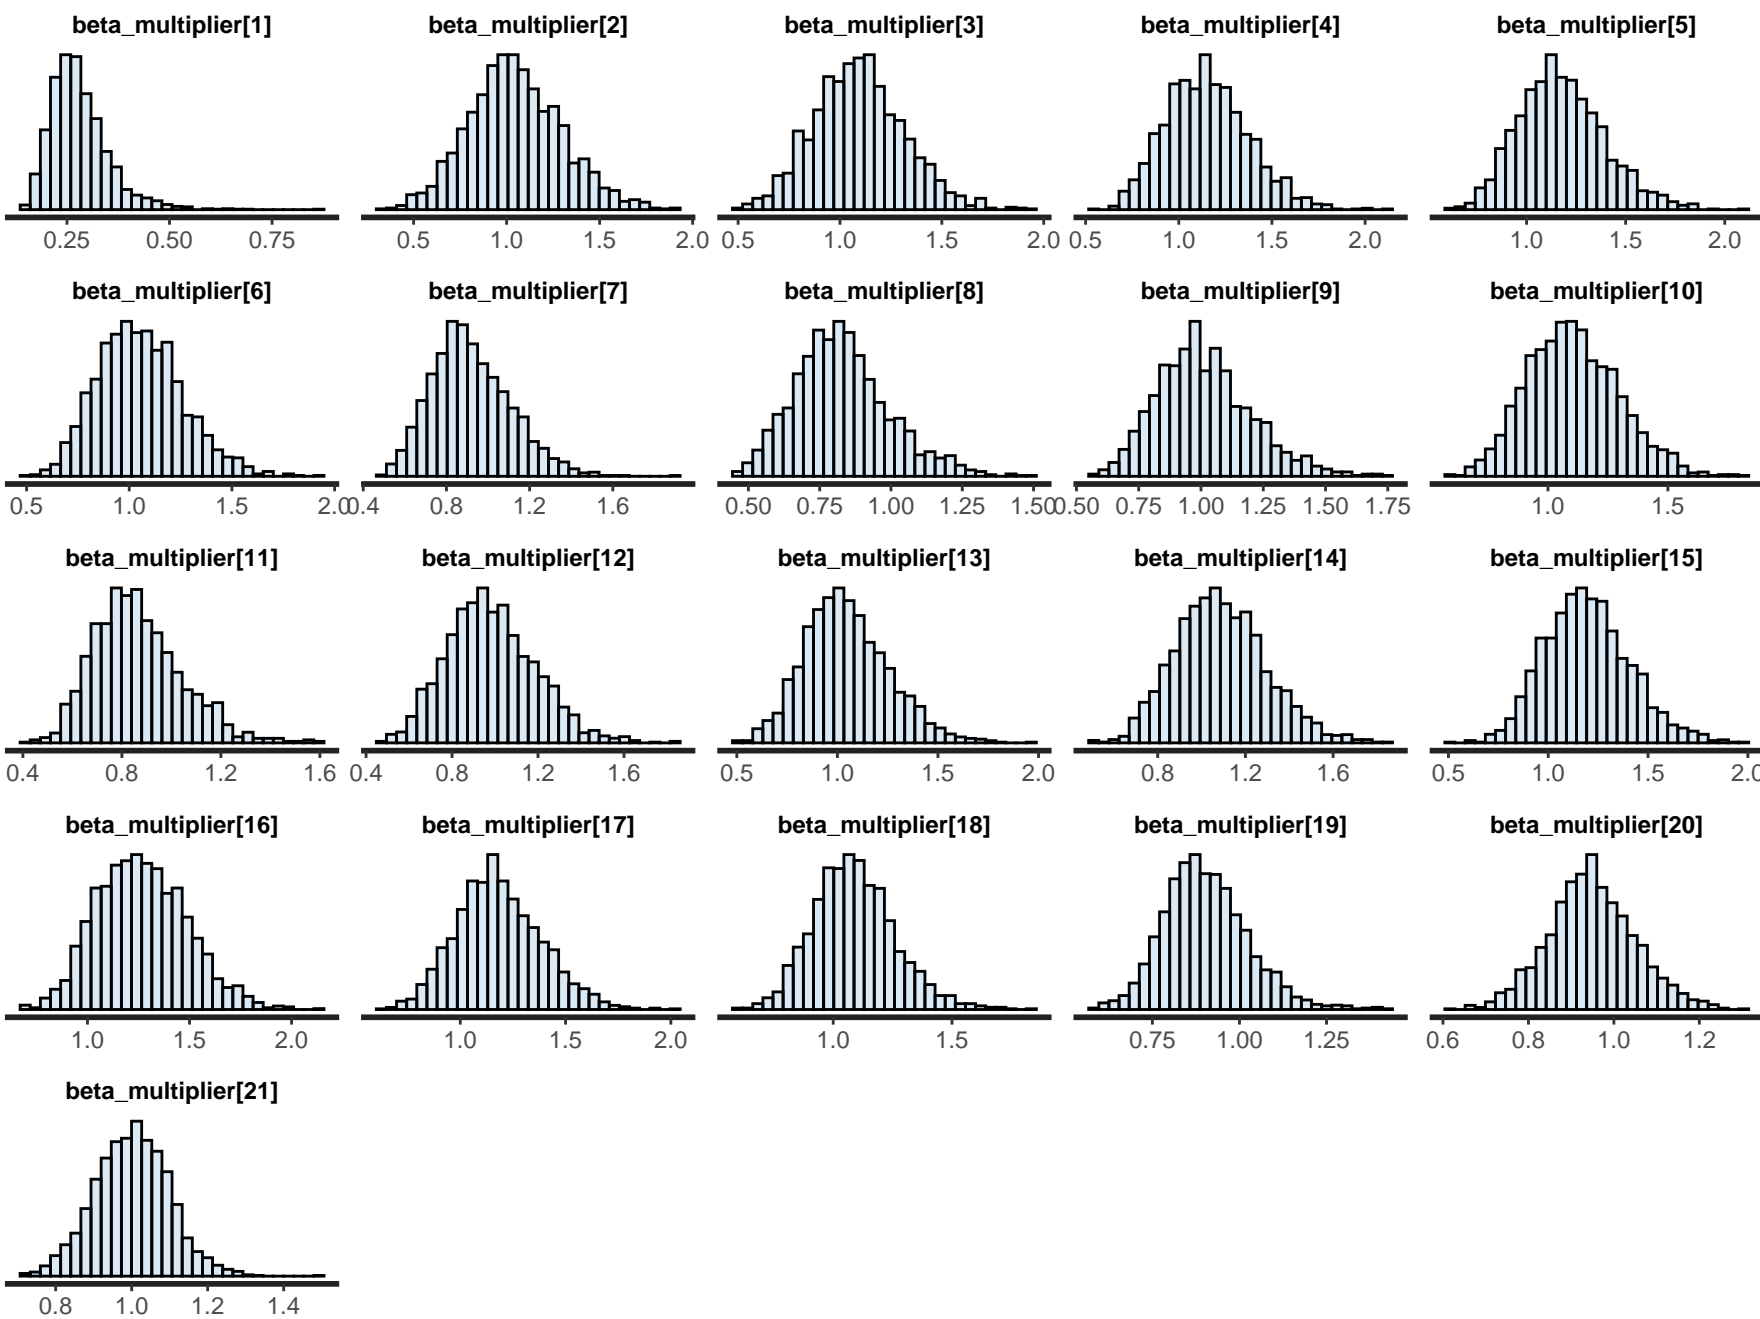 beta_multiplier[1] beta_multiplier[2] beta_multiplier[3] beta_multiplier[4] beta_multiplier[5]
0.25 0.50 0.75 0.5 1.0 1.5 2.0 0.5 1.0 1.5 2.0 0.5 1.0 1.5 2.0 1.0 1.5 2.0
beta_multiplier[6] beta_multiplier[7] beta_multiplier[8] beta_multiplier[9] beta_multiplier[10]
0.5 1.0 1.5 2.0 0.4 0.8 1.2 1.6 0.50 0.75 1.00 1.25 1.50 0.50 0.75 1.00 1.25 1.50 1.75 1.0 1.5
beta_multiplier[11] beta_multiplier[12] beta_multiplier[13] beta_multiplier[14] beta_multiplier[15]
0.4 0.8 1.2 1.6 0.4 0.8 1.2 1.6 0.5 1.0 1.5 2.0 0.8 1.2 1.6 0.5 1.0 1.5 2.0
beta_multiplier[16] beta_multiplier[17] beta_multiplier[18] beta_multiplier[19] beta_multiplier[20]
1.0 1.5 2.0 1.0 1.5 2.0 1.0 1.5 0.75 1.00 1.25 0.6 0.8 1.0 1.2
beta_multiplier[21]
0.8 1.0 1.2 1.4